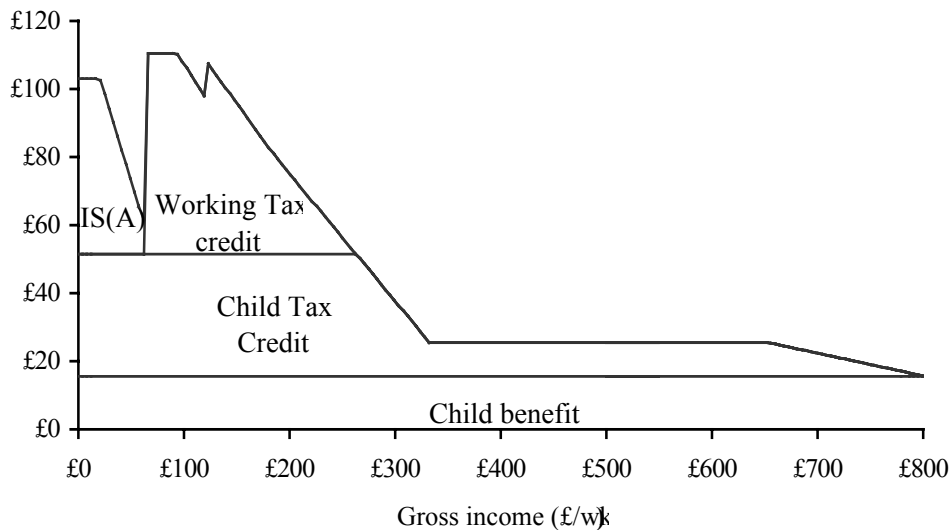 £120
£100
£80
£60
£40
£20
£0
IS(A)
Working Tax
credit
Child Tax
Credit
Child benefit
£0 £100 £200 £300 £400 £500 £600 £700 £800
Gross income (£/wk